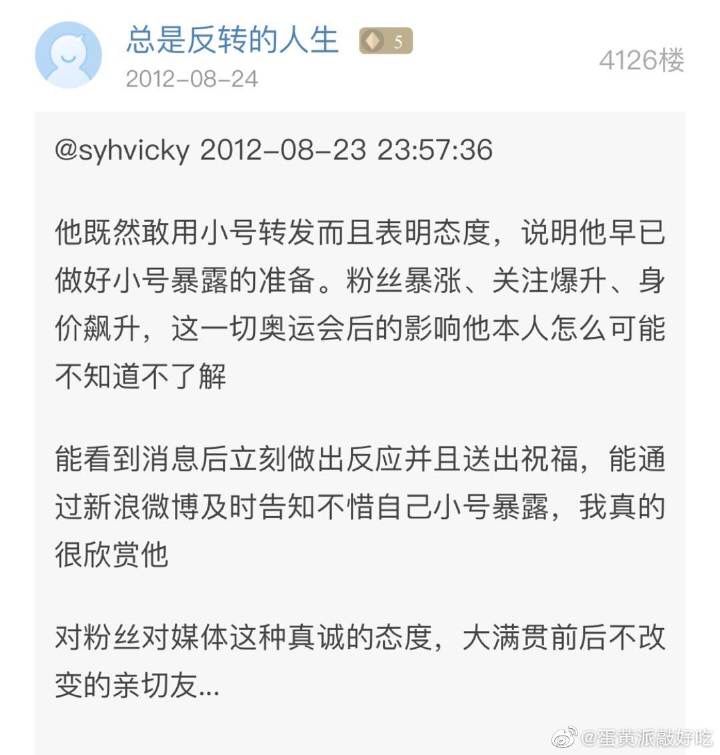 总是反转的人生 5
2012-08-24
4126楼
@syhvicky 2012-08-23 23:57:36
他既然敢用小号转发而且表明态度，说明他早已
做好小号暴露的准备。粉丝暴涨、关注爆升、身
价飙升，这一切奥运会后的影响他本人怎么可能
不知道不了解
能看到消息后立刻做出反应并且送出祝福，能通
过新浪微博及时告知不惜自己小号暴露，我真的
很欣赏他
对粉丝对媒体这种真诚的态度，大满贯前后不改
变的亲切友...
@蛋黄派敲好吃